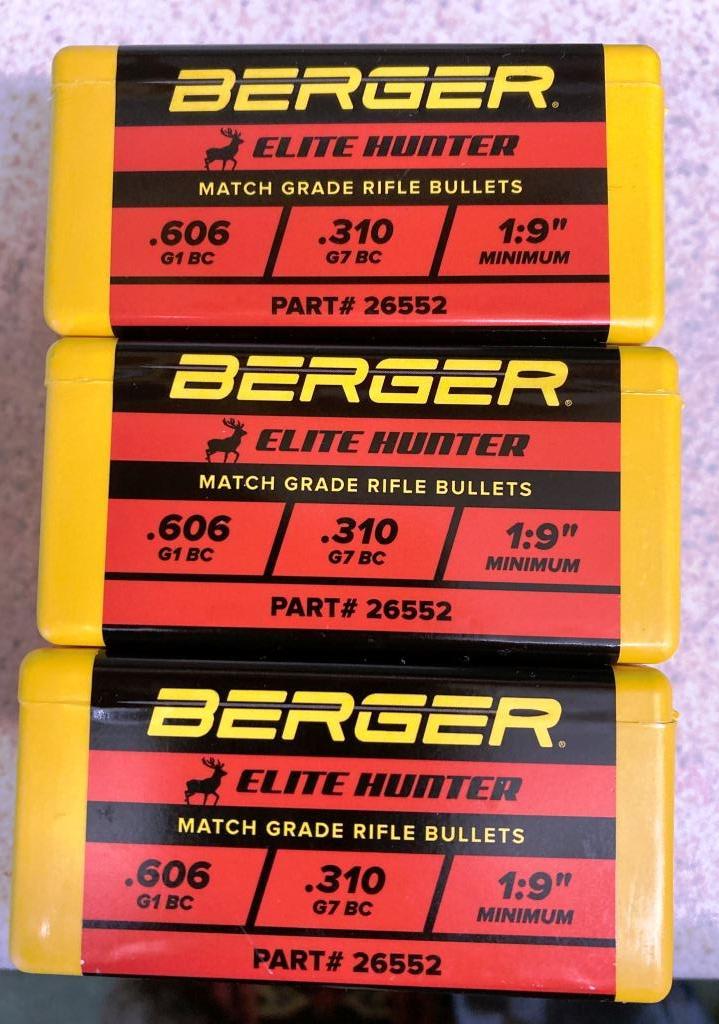 BERGER®
ELITE HUNTER
MATCH GRADE RIFLE BULLETS
.606 .310 1:9"
G1 BC G7 BC MINIMUM
PART# 26552
BERGER®
ELITE HUNTER
MATCH GRADE RIFLE BULLETS
.606 .310 1:9"
G1 BC G7 BC MINIMUM
PART# 26552
BERGER®
ELITE HUNTER
MATCH GRADE RIFLE BULLETS
.606 .310 1:9"
G1 BC G7 BC MINIMUM
PART# 26552